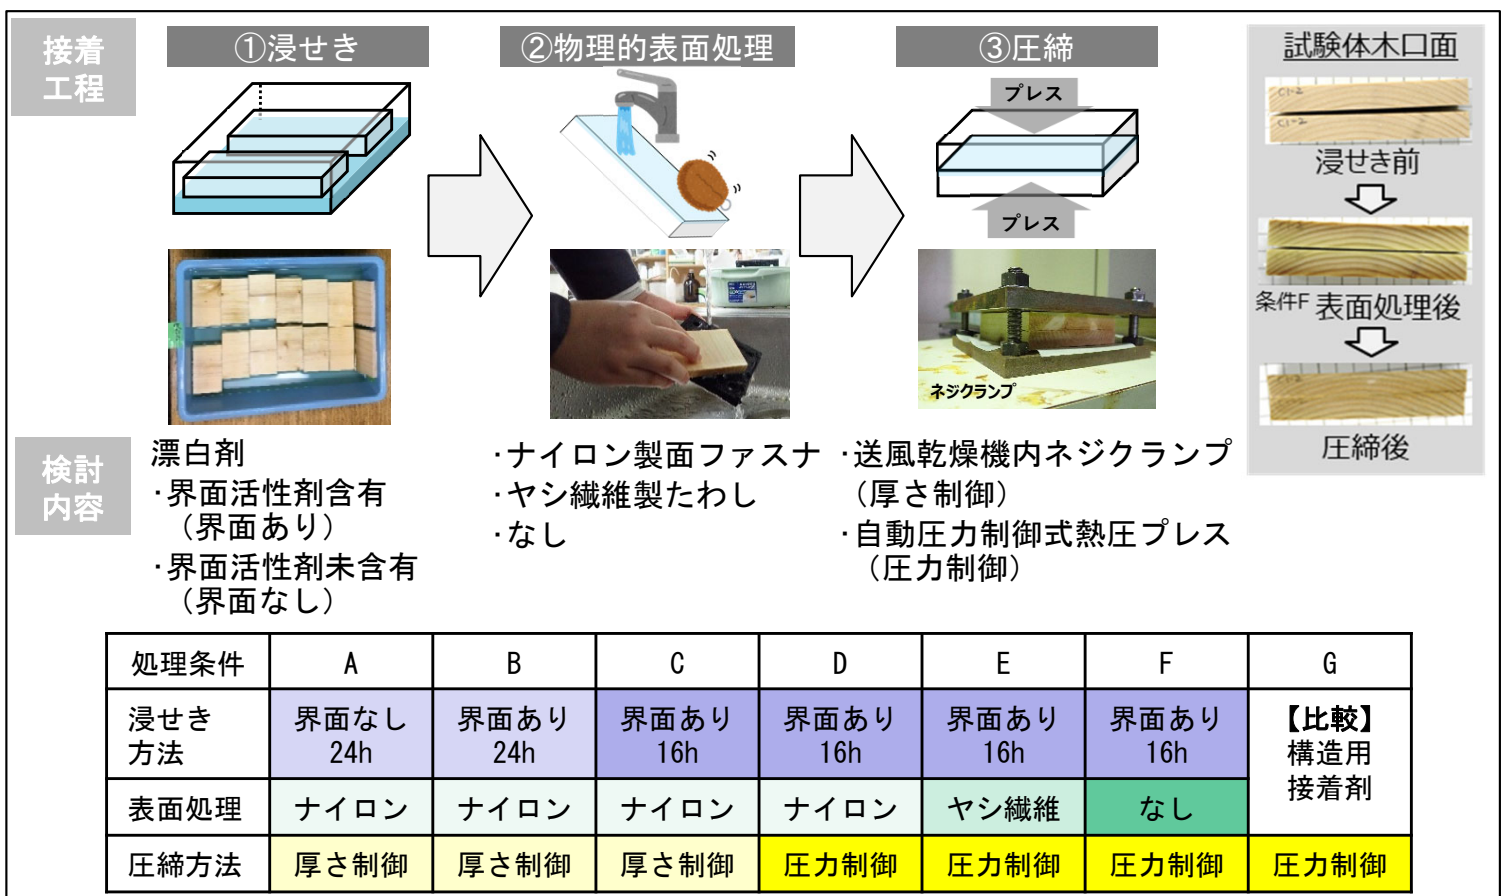 接着
工程
①浸せき
②物理的表面処理
③圧締
プレス
プレス
ネジクランプ
試験体木口面
C1-2
C1-2
浸せき前
条件F 表面処理後
圧締後
検討
内容
漂白剤
・界面活性剤含有
（界面あり）
・界面活性剤未含有
（界面なし）
・ナイロン製面ファスナ
・ヤシ繊維製たわし
・なし
・送風乾燥機内ネジクランプ
（厚さ制御）
・自動圧力制御式熱圧プレス
（圧力制御）
処理条件 A B C D E F G
浸せき
方法
界面なし
24h
界面あり
24h
界面あり
16h
界面あり
16h
界面あり
16h
界面あり
16h
【比較】
構造用
接着剤
表面処理 ナイロン ナイロン ナイロン ナイロン ヤシ繊維 なし
圧締方法 厚さ制御 厚さ制御 厚さ制御 圧力制御 圧力制御 圧力制御 圧力制御